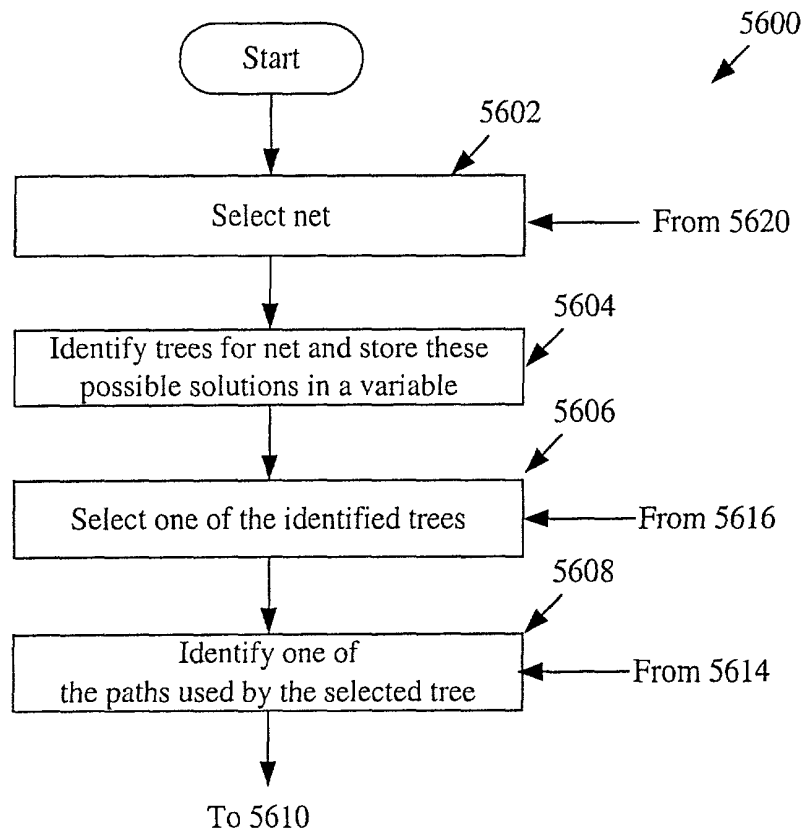 5600
Start
5602
Select net
From 5620
5604
Identify trees for net and store these
possible solutions in a variable
5606
Select one of the identified trees
From 5616
5608
Identify one of
the paths used by the selected tree
From 5614
To 5610